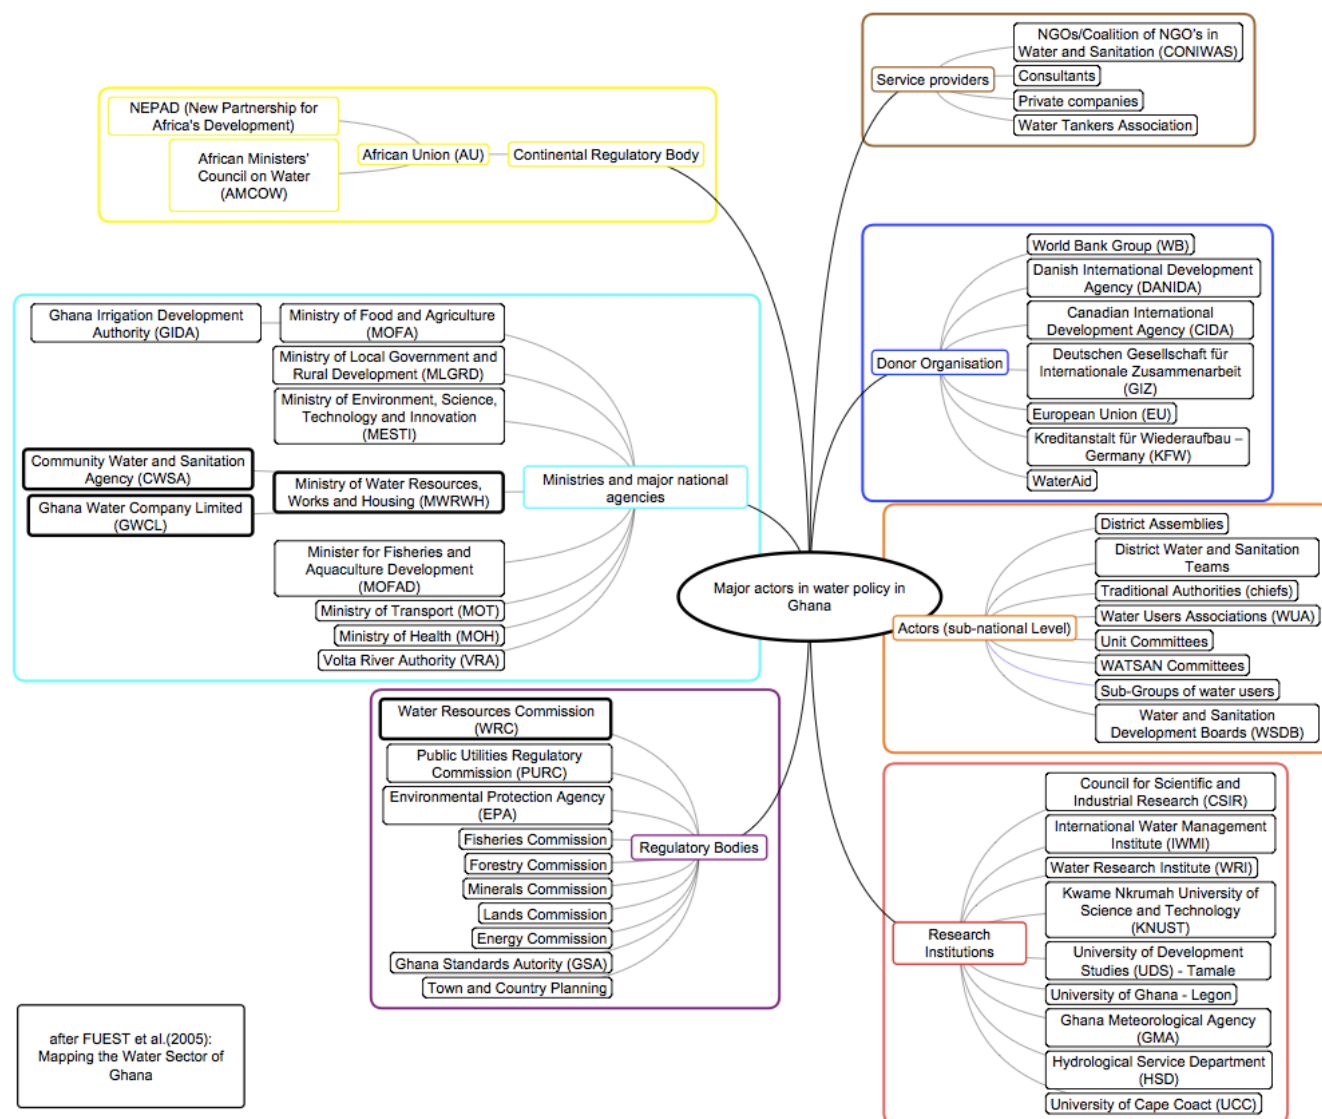 NEPAD (New Partnership for
Africa's Development)
African Ministers'
Council on Water
(AMCOW)
African Union (AU)
Continental Regulatory Body
Service providers
NGOs/Coalition of NGO's in
Water and Sanitation (CONIWAS)
Consultants
Private companies
Water Tankers Association
Donor Organisation
World Bank Group (WB)
Danish International Development
Agency (DANIDA)
Canadian International
Development Agency (CIDA)
Deutschen Gesellschaft für
Internationale Zusammenarbeit
(GIZ)
European Union (EU)
Kreditanstalt für Wiederaufbau –
Germany (KFW)
WaterAid
Ghana Irrigation Development
Authority (GIDA)
Ministry of Food and Agriculture
(MOFA)
Ministry of Local Government and
Rural Development (MLGRD)
Ministry of Environment, Science,
Technology and Innovation
(MESTI)
Community Water and Sanitation
Agency (CWSA)
Ghana Water Company Limited
(GWCL)
Ministry of Water Resources,
Works and Housing (MWRWH)
Ministries and major national
agencies
Minister for Fisheries and
Aquaculture Development
(MOFAD)
Ministry of Transport (MOT)
Ministry of Health (MOH)
Volta River Authority (VRA)
Major actors in water policy in
Ghana
Actors (sub-national Level)
District Assemblies
District Water and Sanitation
Teams
Traditional Authorities (chiefs)
Water Users Associations (WUA)
Unit Committees
WATSAN Committees
Sub-Groups of water users
Water and Sanitation
Development Boards (WSDB)
Water Resources Commission
(WRC)
Public Utilities Regulatory
Commission (PURC)
Environmental Protection Agency
(EPA)
Fisheries Commission
Forestry Commission
Minerals Commission
Lands Commission
Energy Commission
Ghana Standards Autority (GSA)
Town and Country Planning
Regulatory Bodies
Research
Institutions
Council for Scientific and
Industrial Research (CSIR)
International Water Management
Institute (IWMI)
Water Research Institute (WRI)
Kwame Nkrumah University of
Science and Technology
(KNUST)
University of Development
Studies (UDS) - Tamale
University of Ghana - Legon
Ghana Meteorological Agency
(GMA)
Hydrological Service Department
(HSD)
University of Cape Coact (UCC)
after FUEST et al.(2005):
Mapping the Water Sector of
Ghana